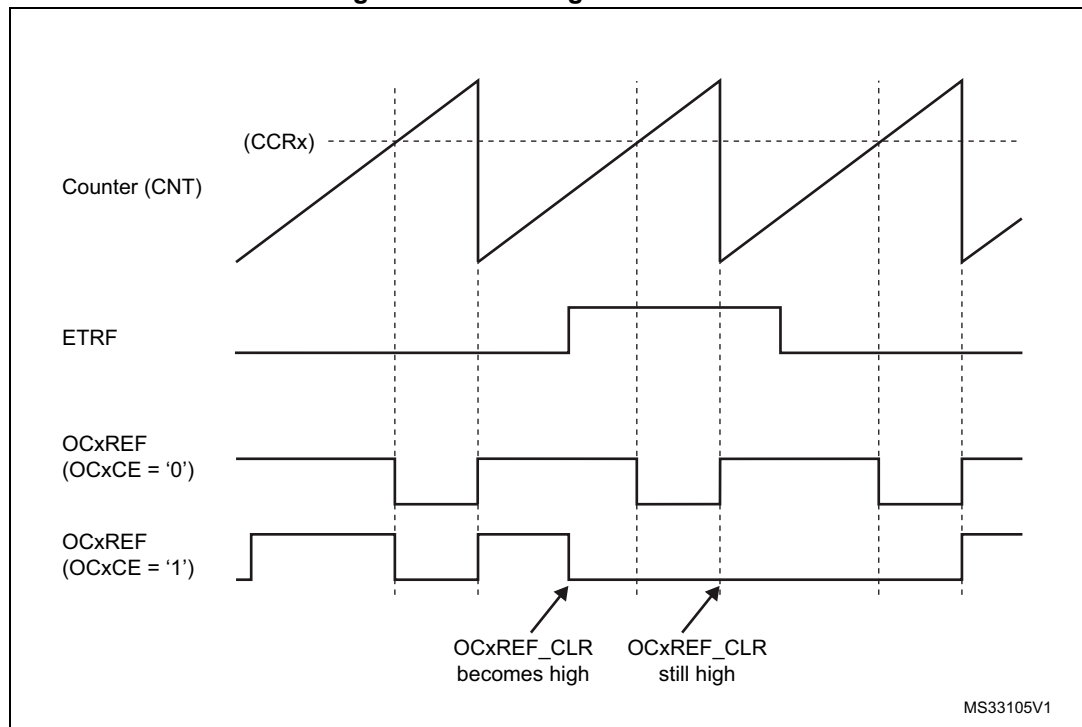 (CCRx)
Counter (CNT)
ETRF
OCxREF
(OCxCE = ‘0’)
OCxREF
(OCxCE = ‘1’)
OCxREF_CLR
becomes high
OCxREF_CLR
still high
MS33105V1